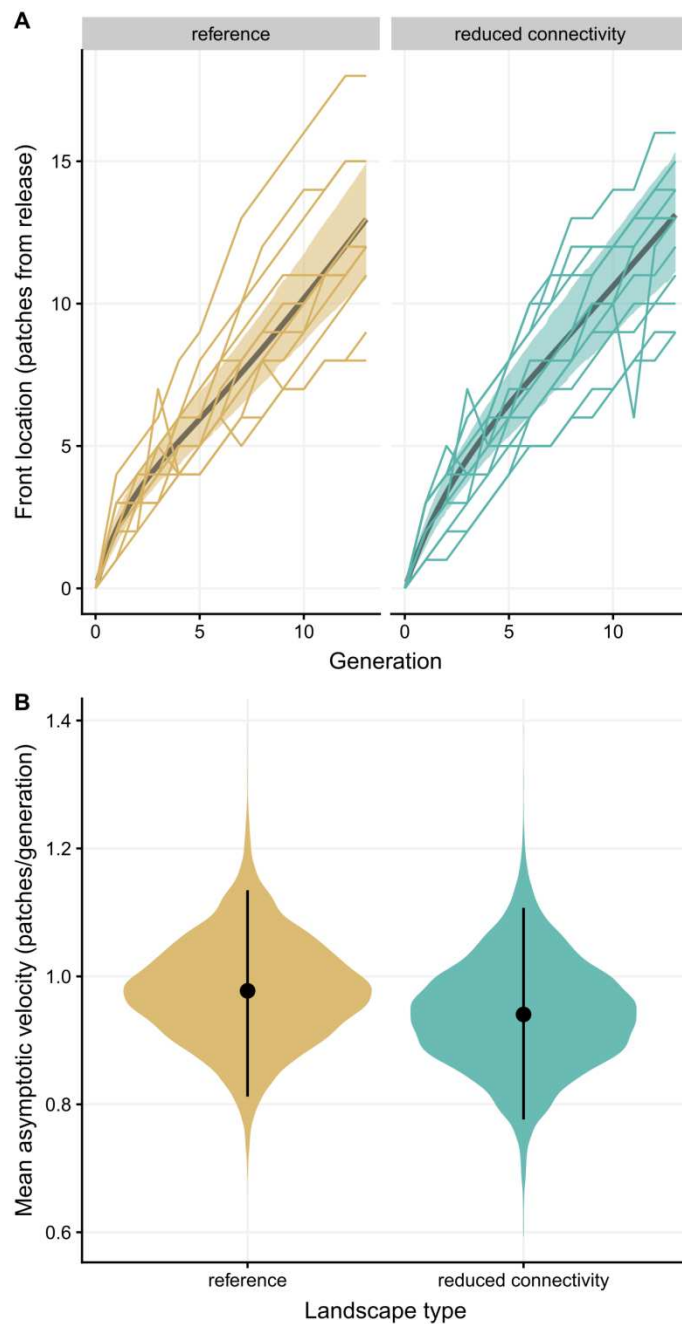 A
reference
reduced connectivity
Front location (patches from release)
15
10
5
0
0
5
10
0
5
10
Generation
B
Mean asymptotic velocity (patches/generation)
1.4
1.2
1.0
0.8
0.6
reference
reduced connectivity
Landscape type